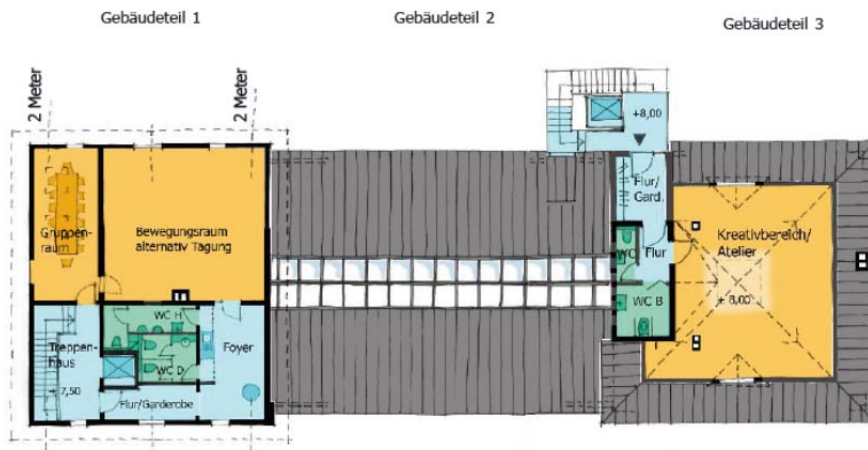 Gebäudeteil 1
Gebäudeteil 2
Gebäudeteil 3
2 Meter
2 Meter
+8,00
Flur/
Gard.
Gruppen-
raum
Bewegungsraum
alternativ Tagung
WC
Flur
Kreativbereich/
Atelier
WC B
+ 8,00
WC H
Treppen-
haus
Foyer
WC D
+ 7,50
Flur/Garderobe